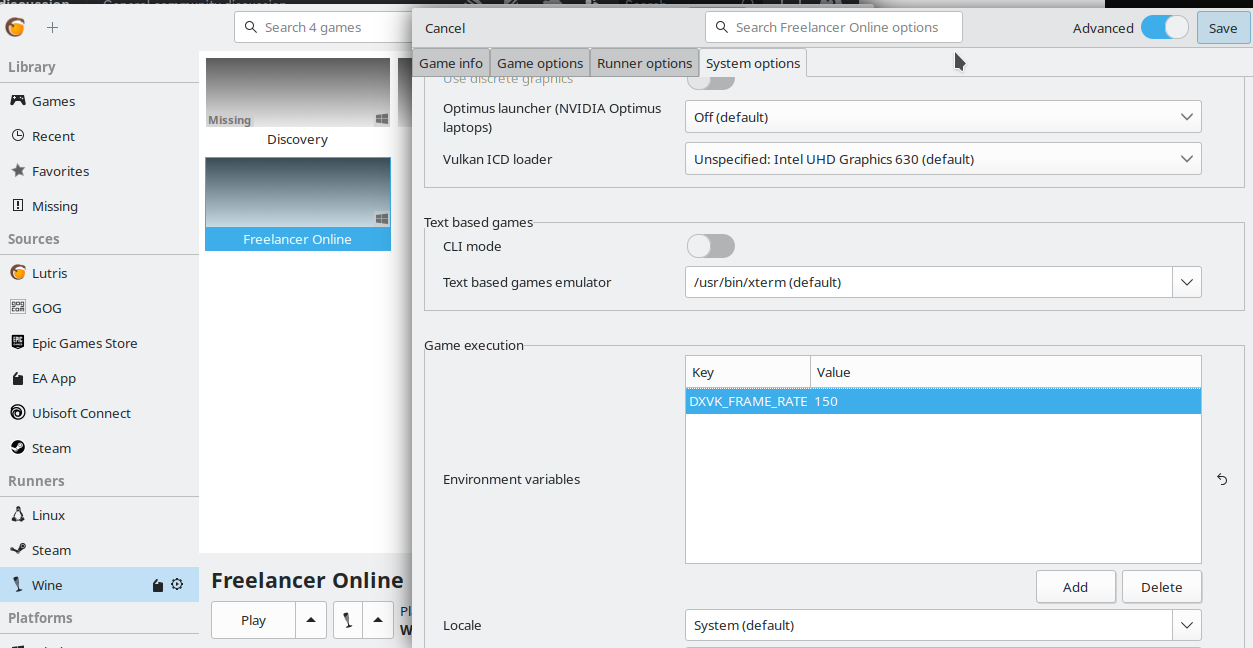 Search 4 games
Library
Games
Recent
Favorites
Missing
Sources
Lutris
GOG
Epic Games Store
EA App
Ubisoft Connect
Steam
Runners
Linux
Steam
Wine
Platforms
Missing
Discovery
Freelancer Online
Freelancer Online
Play
Cancel
Search Freelancer Online options
Advanced
Save
Game info
Game options
Runner options
System options
Use discrete graphics
Optimus launcher (NVIDIA Optimus
laptops)
Off (default)
Vulkan ICD loader
Unspecified: Intel UHD Graphics 630 (default)
Text based games
CLI mode
Text based games emulator
/usr/bin/xterm (default)
Game execution
Key Value
DXVK_FRAME_RATE 150
Environment variables
Add
Delete
Locale
System (default)